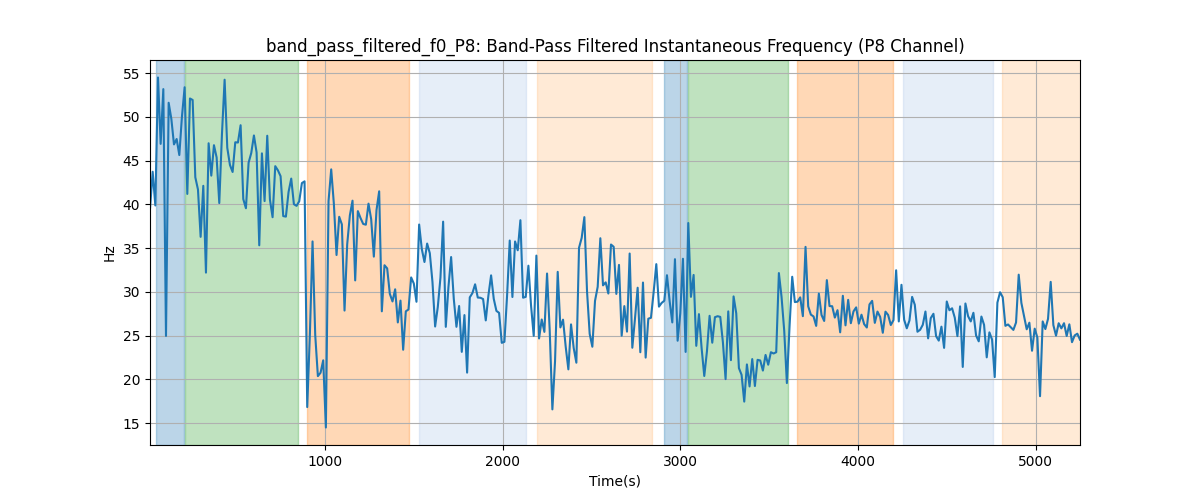 band_pass_filtered_f0_P8: Band-Pass Filtered Instantaneous Frequency (P8 Channel)
55
50
45
40
35
30
25
20
15
Hz
1000 2000 3000 4000 5000
Time(s)